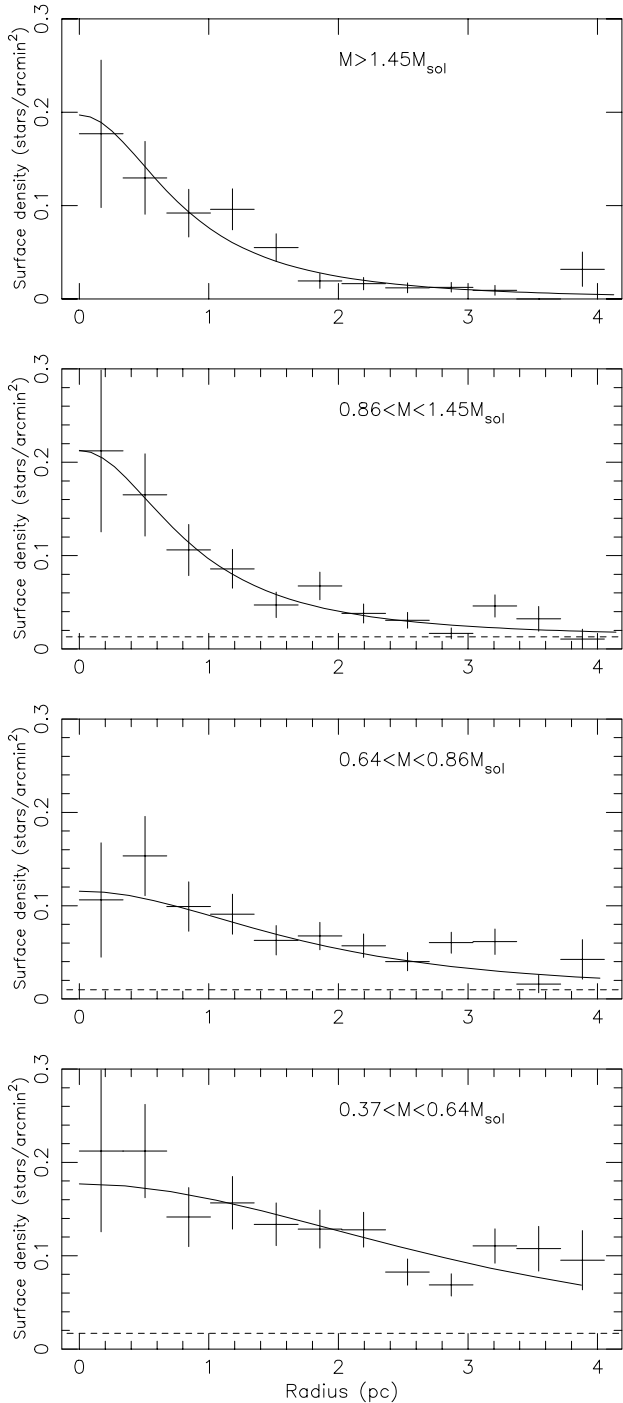 M>1.45M_sol
Surface density (stars/arcmin²)
0 0.1 0.2 0.3
0 1 2 3 4
0.86<M<1.45M_sol
Surface density (stars/arcmin²)
0 0.1 0.2 0.3
0 1 2 3 4
0.64<M<0.86M_sol
Surface density (stars/arcmin²)
0 0.1 0.2 0.3
0 1 2 3 4
0.37<M<0.64M_sol
Surface density (stars/arcmin²)
0 0.1 0.2 0.3
0 1 2 3 4
Radius (pc)